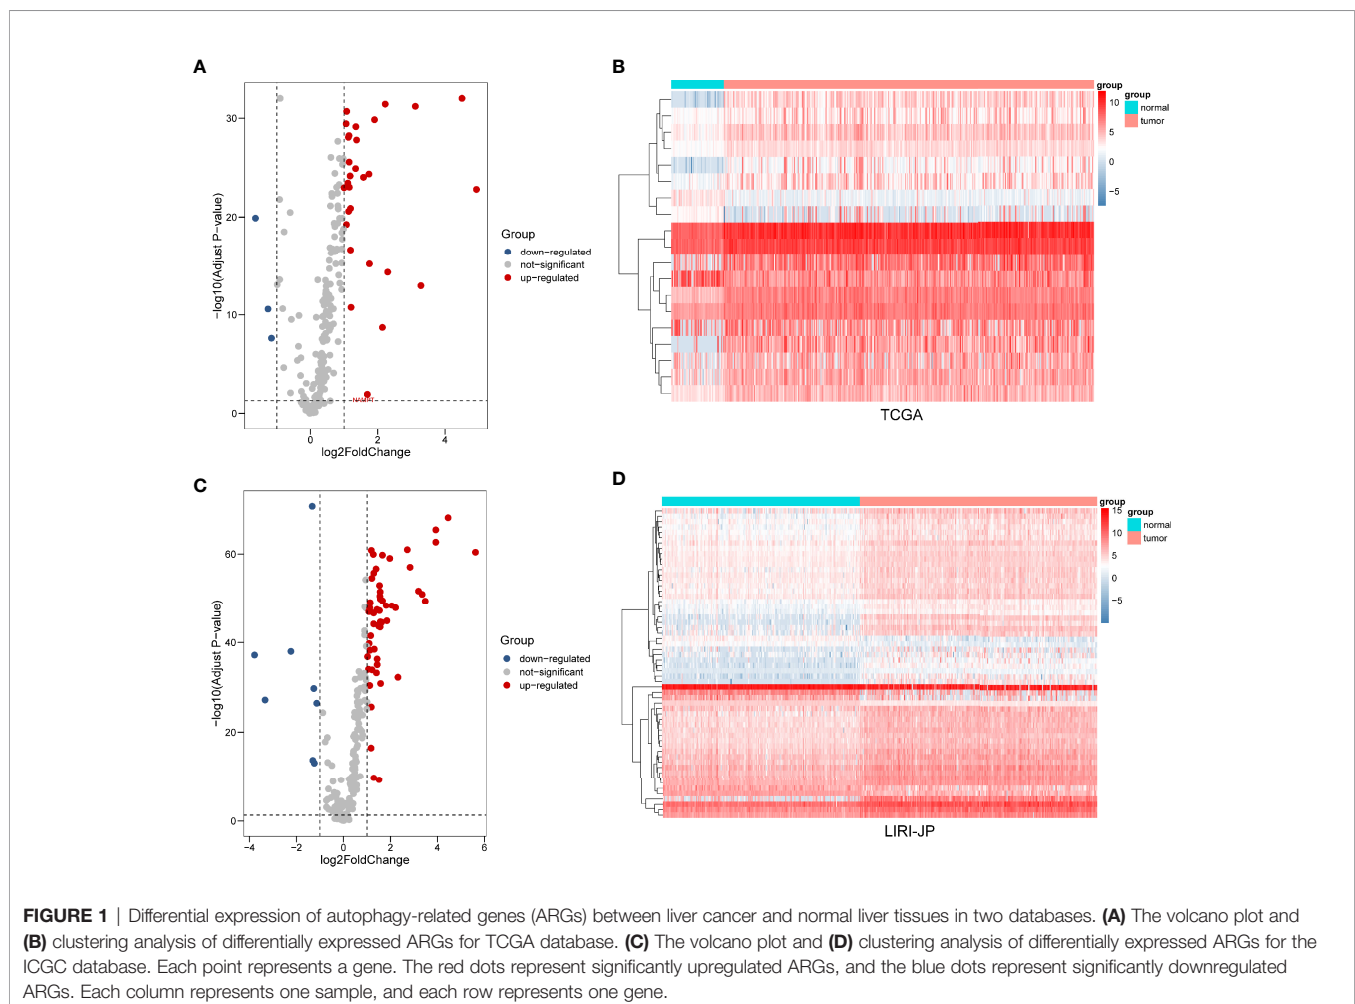 A
30
20
10
0
−log10(Adjust P−value)
0
2
4
log2FoldChange
Group
down−regulated
not−significant
up−regulated
B
group
10
5
0
−5
group
normal
tumor
TCGA
C
60
40
20
0
−log10(Adjust P−value)
−4
−2
0
2
4
6
log2FoldChange
Group
down−regulated
not−significant
up−regulated
D
group
15
10
5
0
−5
group
normal
tumor
LIRI-JP
FIGURE 1 | Differential expression of autophagy-related genes (ARGs) between liver cancer and normal liver tissues in two databases. (A) The volcano plot and
(B) clustering analysis of differentially expressed ARGs for TCGA database. (C) The volcano plot and (D) clustering analysis of differentially expressed ARGs for the
ICGC database. Each point represents a gene. The red dots represent significantly upregulated ARGs, and the blue dots represent significantly downregulated
ARGs. Each column represents one sample, and each row represents one gene.